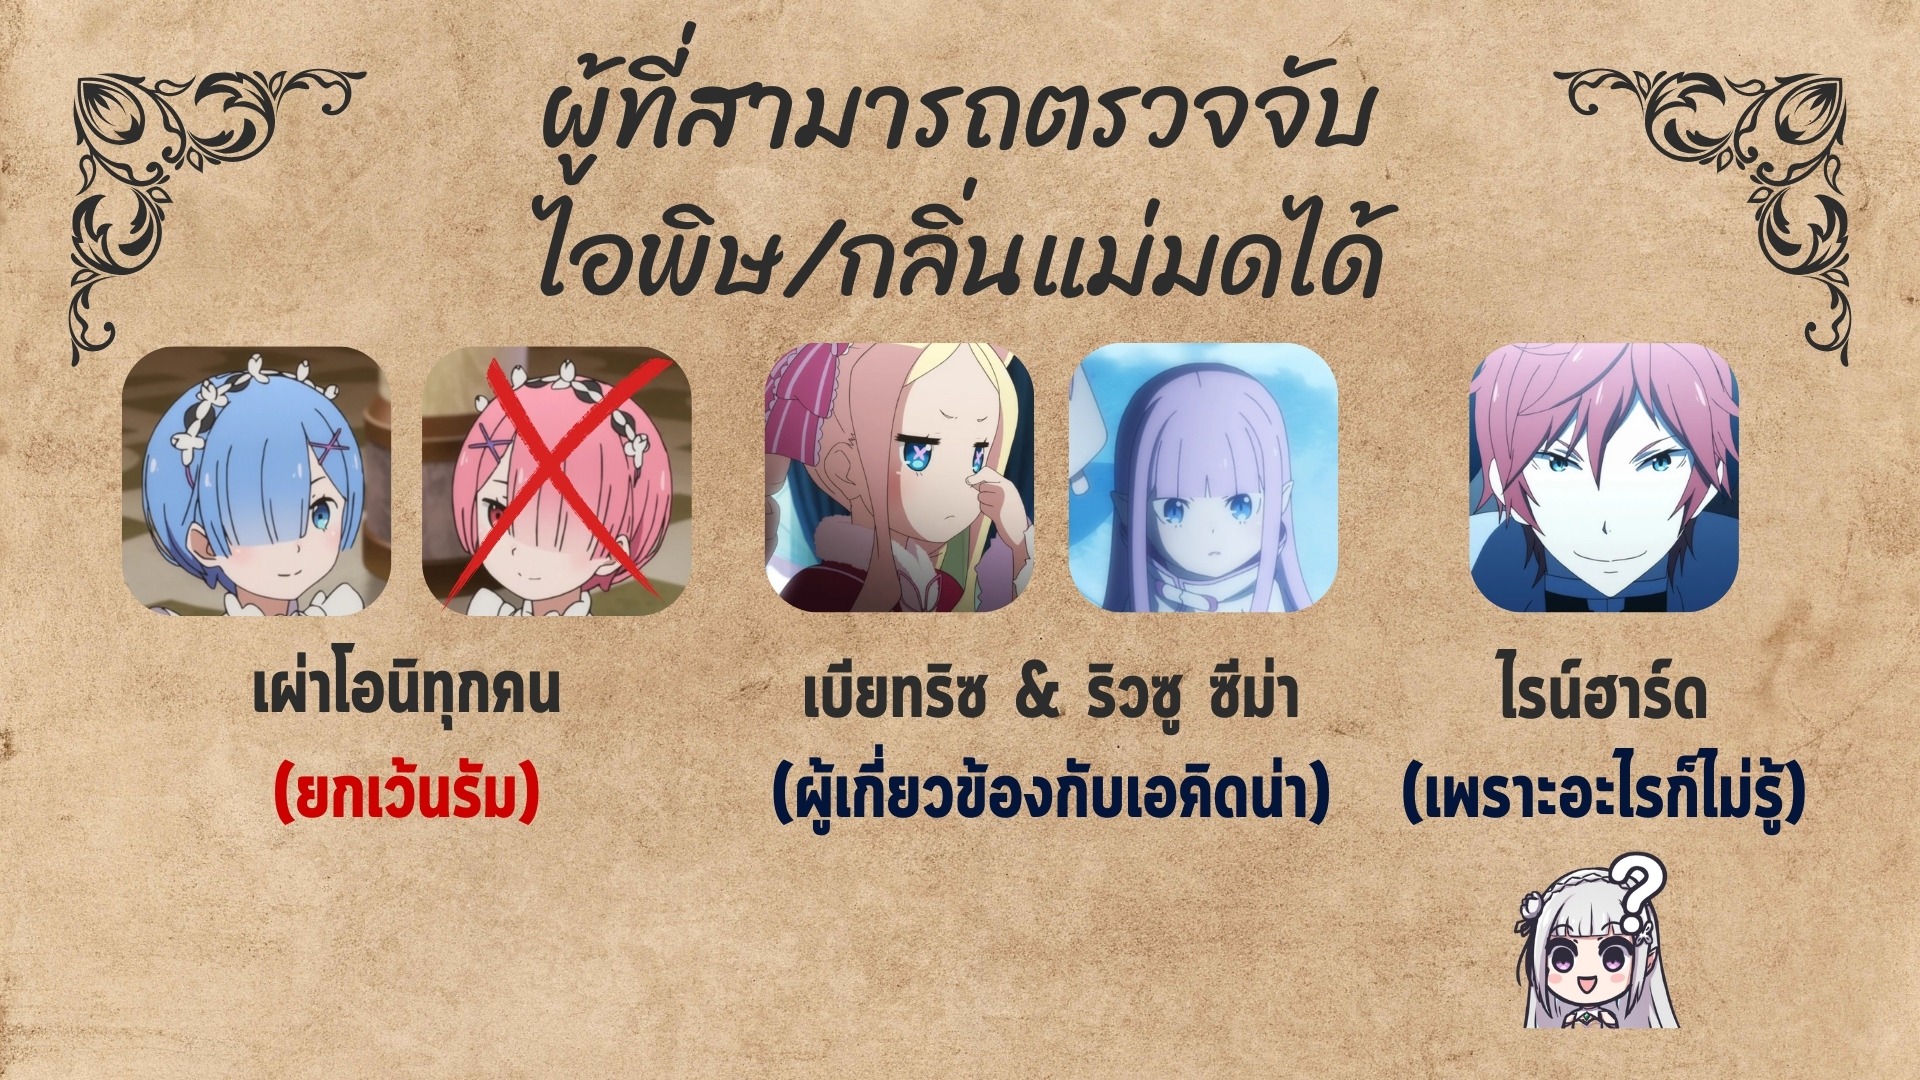 ผู้ที่สามารถตรวจจับ
ไอพิษ/กลิ่นแม่มดได้
เผ่าโอนิทุกคน
(ยกเว้นรัม)
เบียทริซ & ริวซู ซีม่า
(ผู้เกี่ยวข้องกับเอคิดน่า)
ไรน์ฮาร์ด
(เพราะอะไรก็ไม่รู้)
?